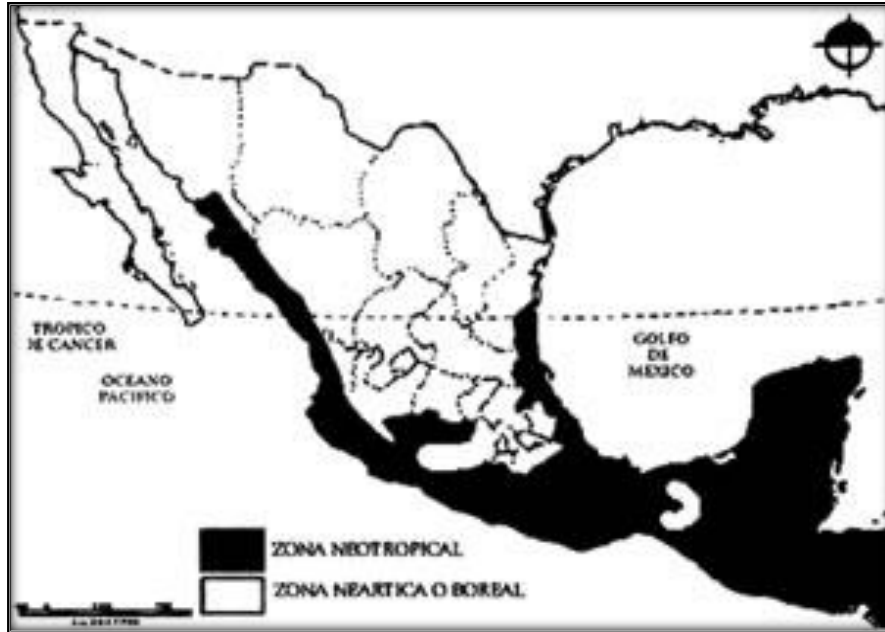 TROPICO
DE CANCER
OCEANO
PACIFICO
GOLFO
DE
MEXICO
ZONA NEOTROPICAL
ZONA NEARTICA O BOREAL